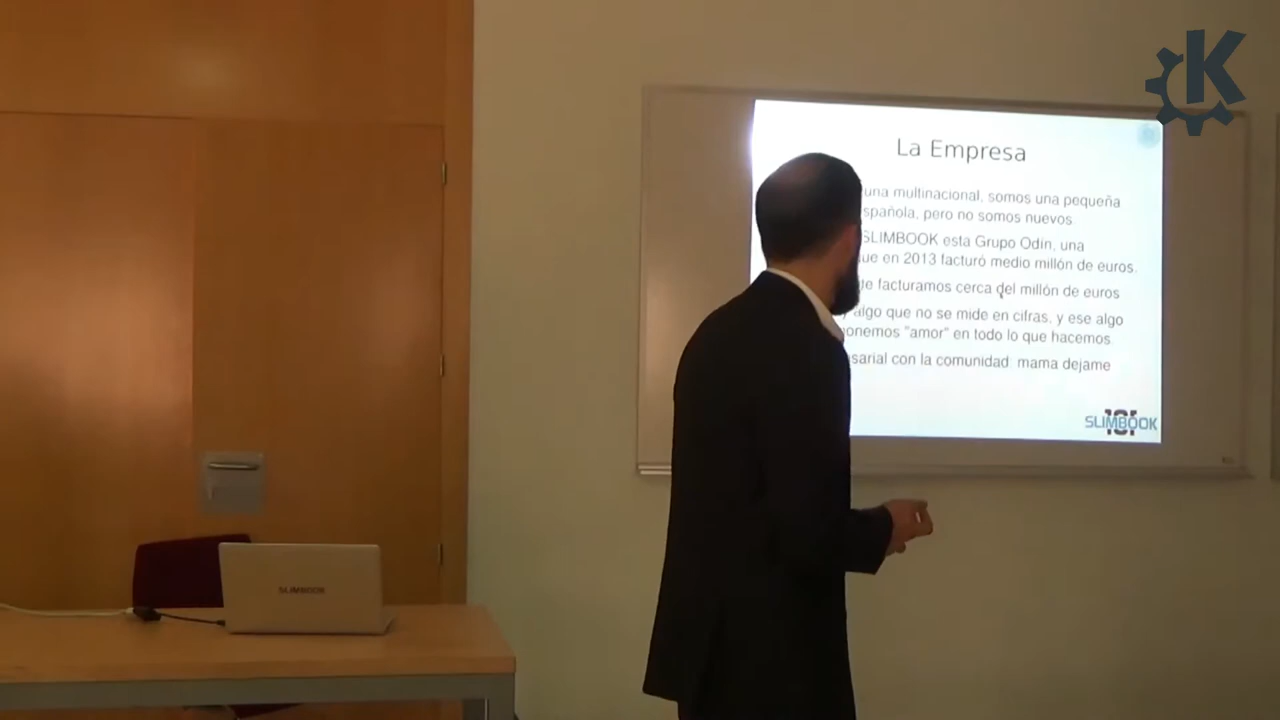 La Empresa
una multinacional, somos una pequeña
española, pero no somos nuevos
SLIMBOOK esta Grupo Odin, una
que en 2013 facturó medio millón de euros.
facturamos cerca del millón de euros
algo que no se mide en cifras, y ese algo
ponemos "amor" en todo lo que hacemos
sarial con la comunidad: mama dejame
SLIMBOOK
SLIMBOOK
K